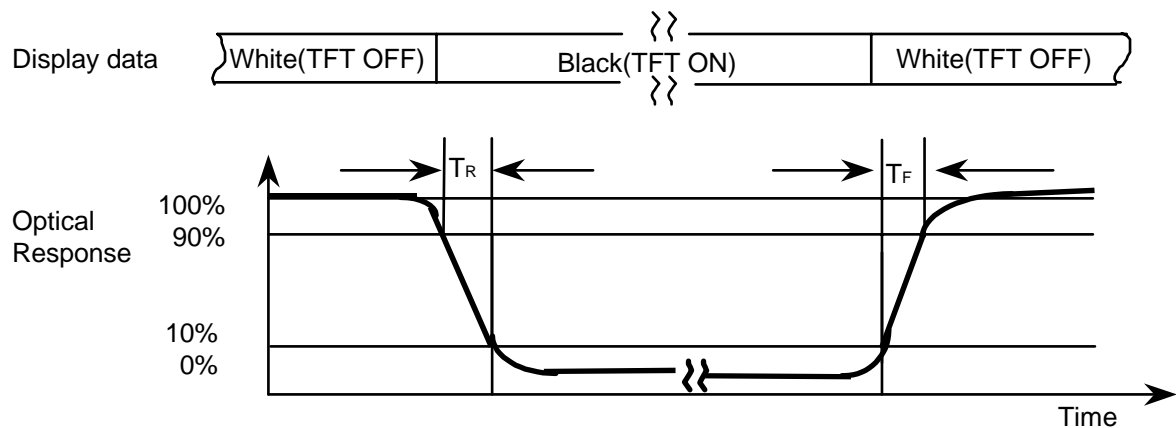 Display data
White(TFT OFF) Black(TFT ON) White(TFT OFF)
TR TF
Optical
Response
100%
90%
10%
0%
Time